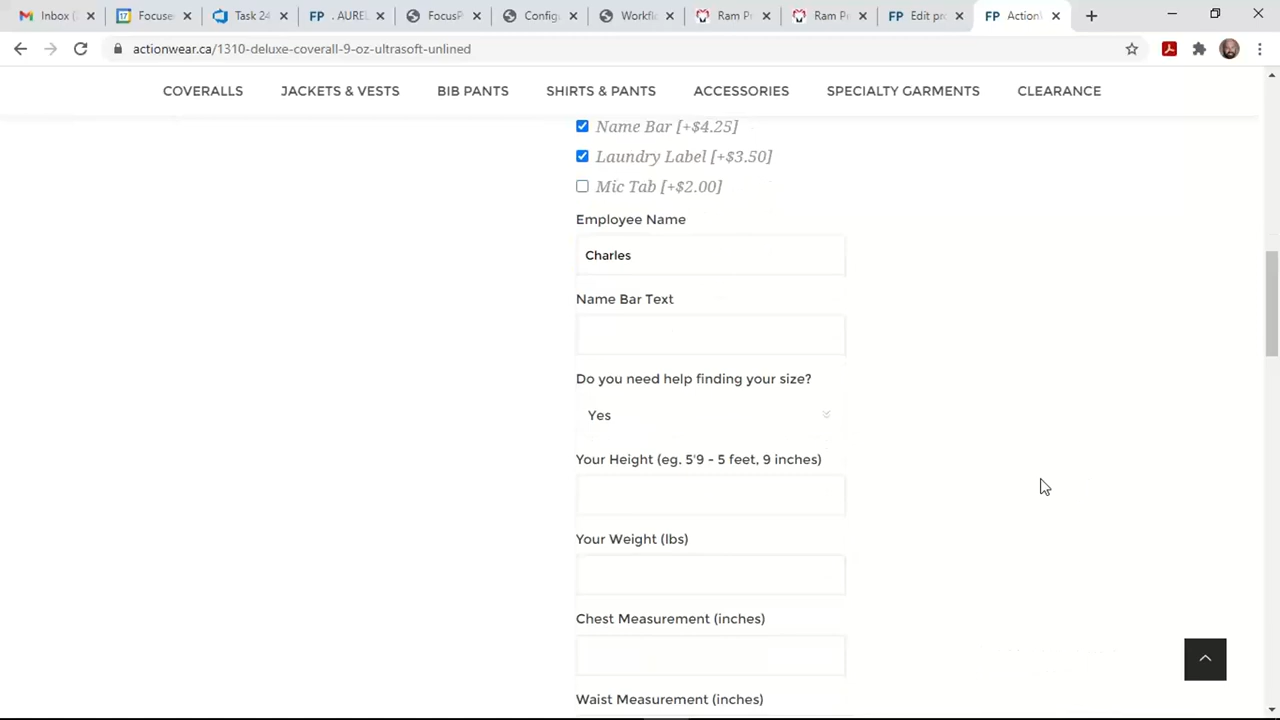 Inbox (
Focuse
Task 24
FP . AUREL
FocusP
Config
Workflo
Ram Pr
Ram Pr
FP Edit pro
FP Action
actionwear.ca/1310-deluxe-coverall-9-oz-ultrasoft-unlined
COVERALLS JACKETS & VESTS BIB PANTS SHIRTS & PANTS ACCESSORIES SPECIALTY GARMENTS CLEARANCE
Name Bar [+$4.25]
Laundry Label [+$3.50]
Mic Tab [+$2.00]
Employee Name
Charles
Name Bar Text
Do you need help finding your size?
Yes
Your Height (eg. 5'9 - 5 feet, 9 inches)
Your Weight (lbs)
Chest Measurement (inches)
Waist Measurement (inches)